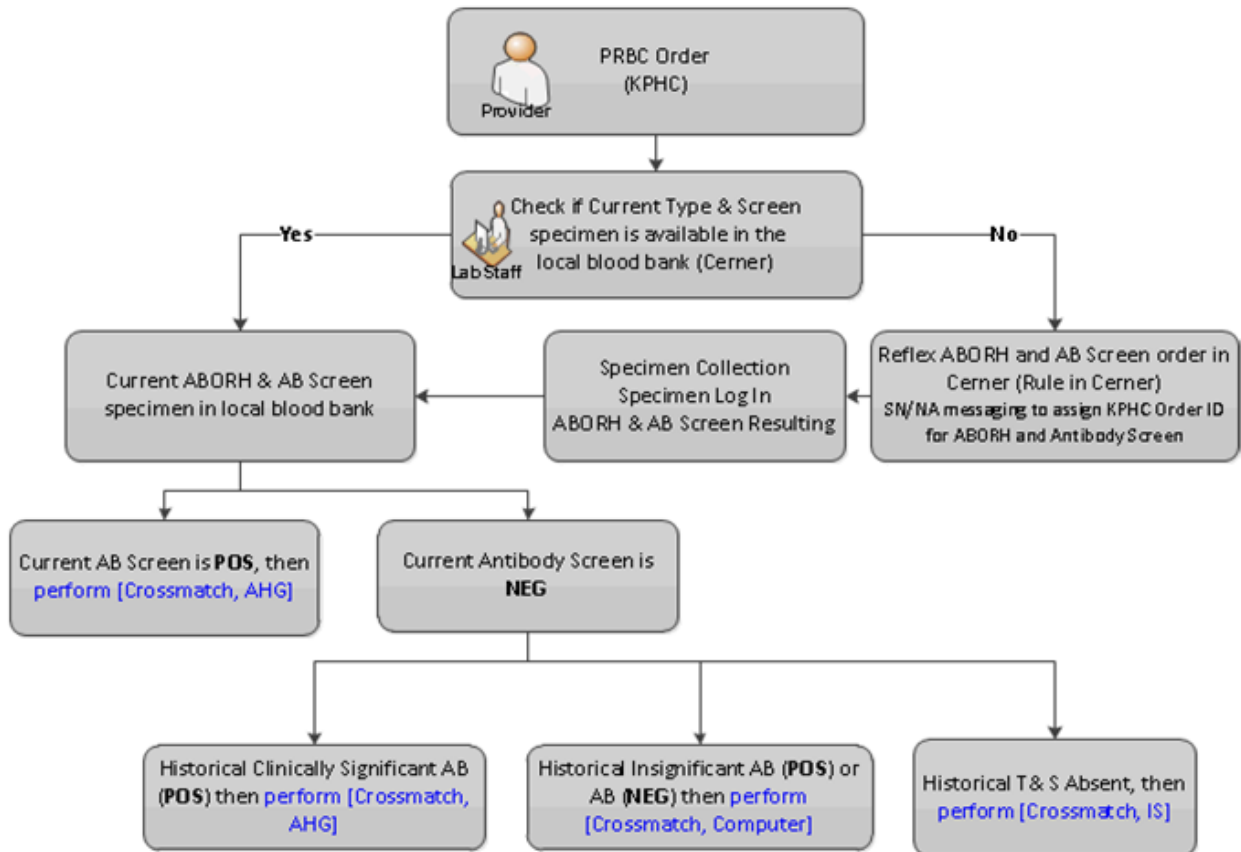 PRBC Order
(KPHC)
Provider
Check if Current Type & Screen
specimen is available in the
local blood bank (Cerner)
Lab Staff
Yes
No
Current ABORH & AB Screen
specimen in local blood bank
Specimen Collection
Specimen Log In
ABORH & AB Screen Resulting
Reflex ABORH and AB Screen order in
Cerner (Rule in Cerner)
SN/NA messaging to assign KPHC Order ID
for ABORH and Antibody Screen
Current AB Screen is POS, then
perform [Crossmatch, AHG]
Current Antibody Screen is
NEG
Historical Clinically Significant AB
(POS) then perform [Crossmatch,
AHG]
Historical Insignificant AB (POS) or
AB (NEG) then perform
[Crossmatch, Computer]
Historical T & S Absent, then
perform [Crossmatch, IS]